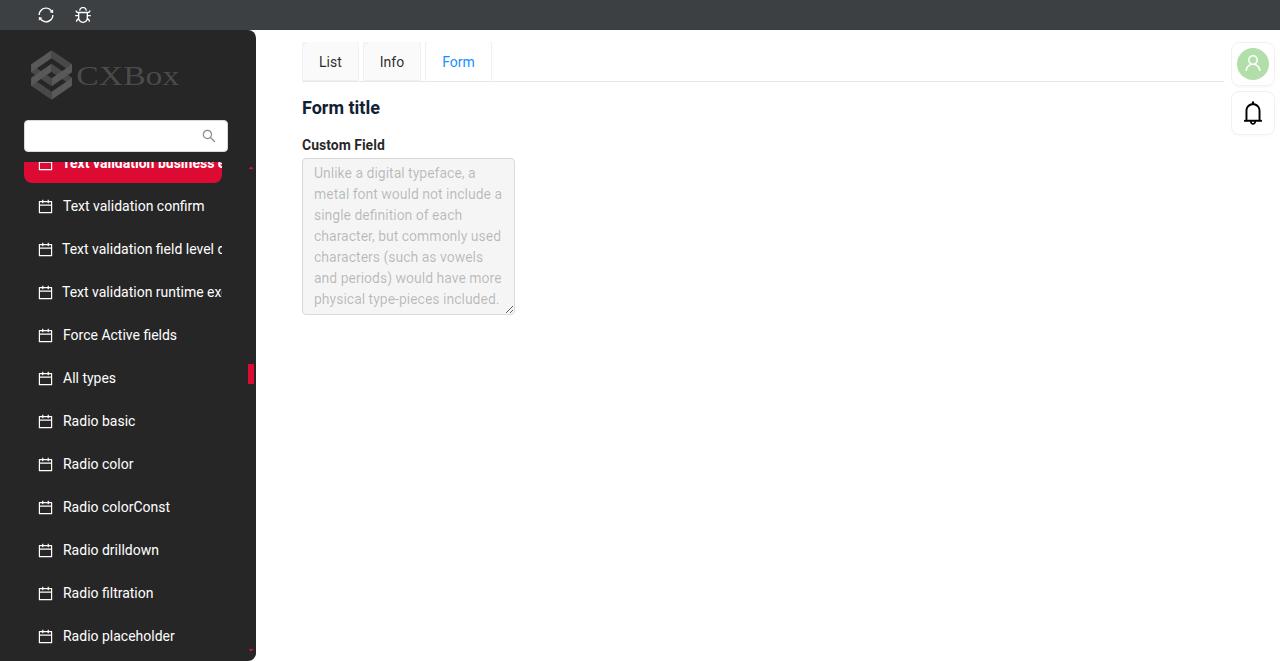 CXBox
Text validation business e
Text validation confirm
Text validation field level
Text validation runtime ex
Force Active fields
All types
Radio basic
Radio color
Radio colorConst
Radio drilldown
Radio filtration
Radio placeholder
List
Info
Form
Form title
Custom Field
Unlike a digital typeface, a
metal font would not include a
single definition of each
character, but commonly used
characters (such as vowels
and periods) would have more
physical type-pieces included.